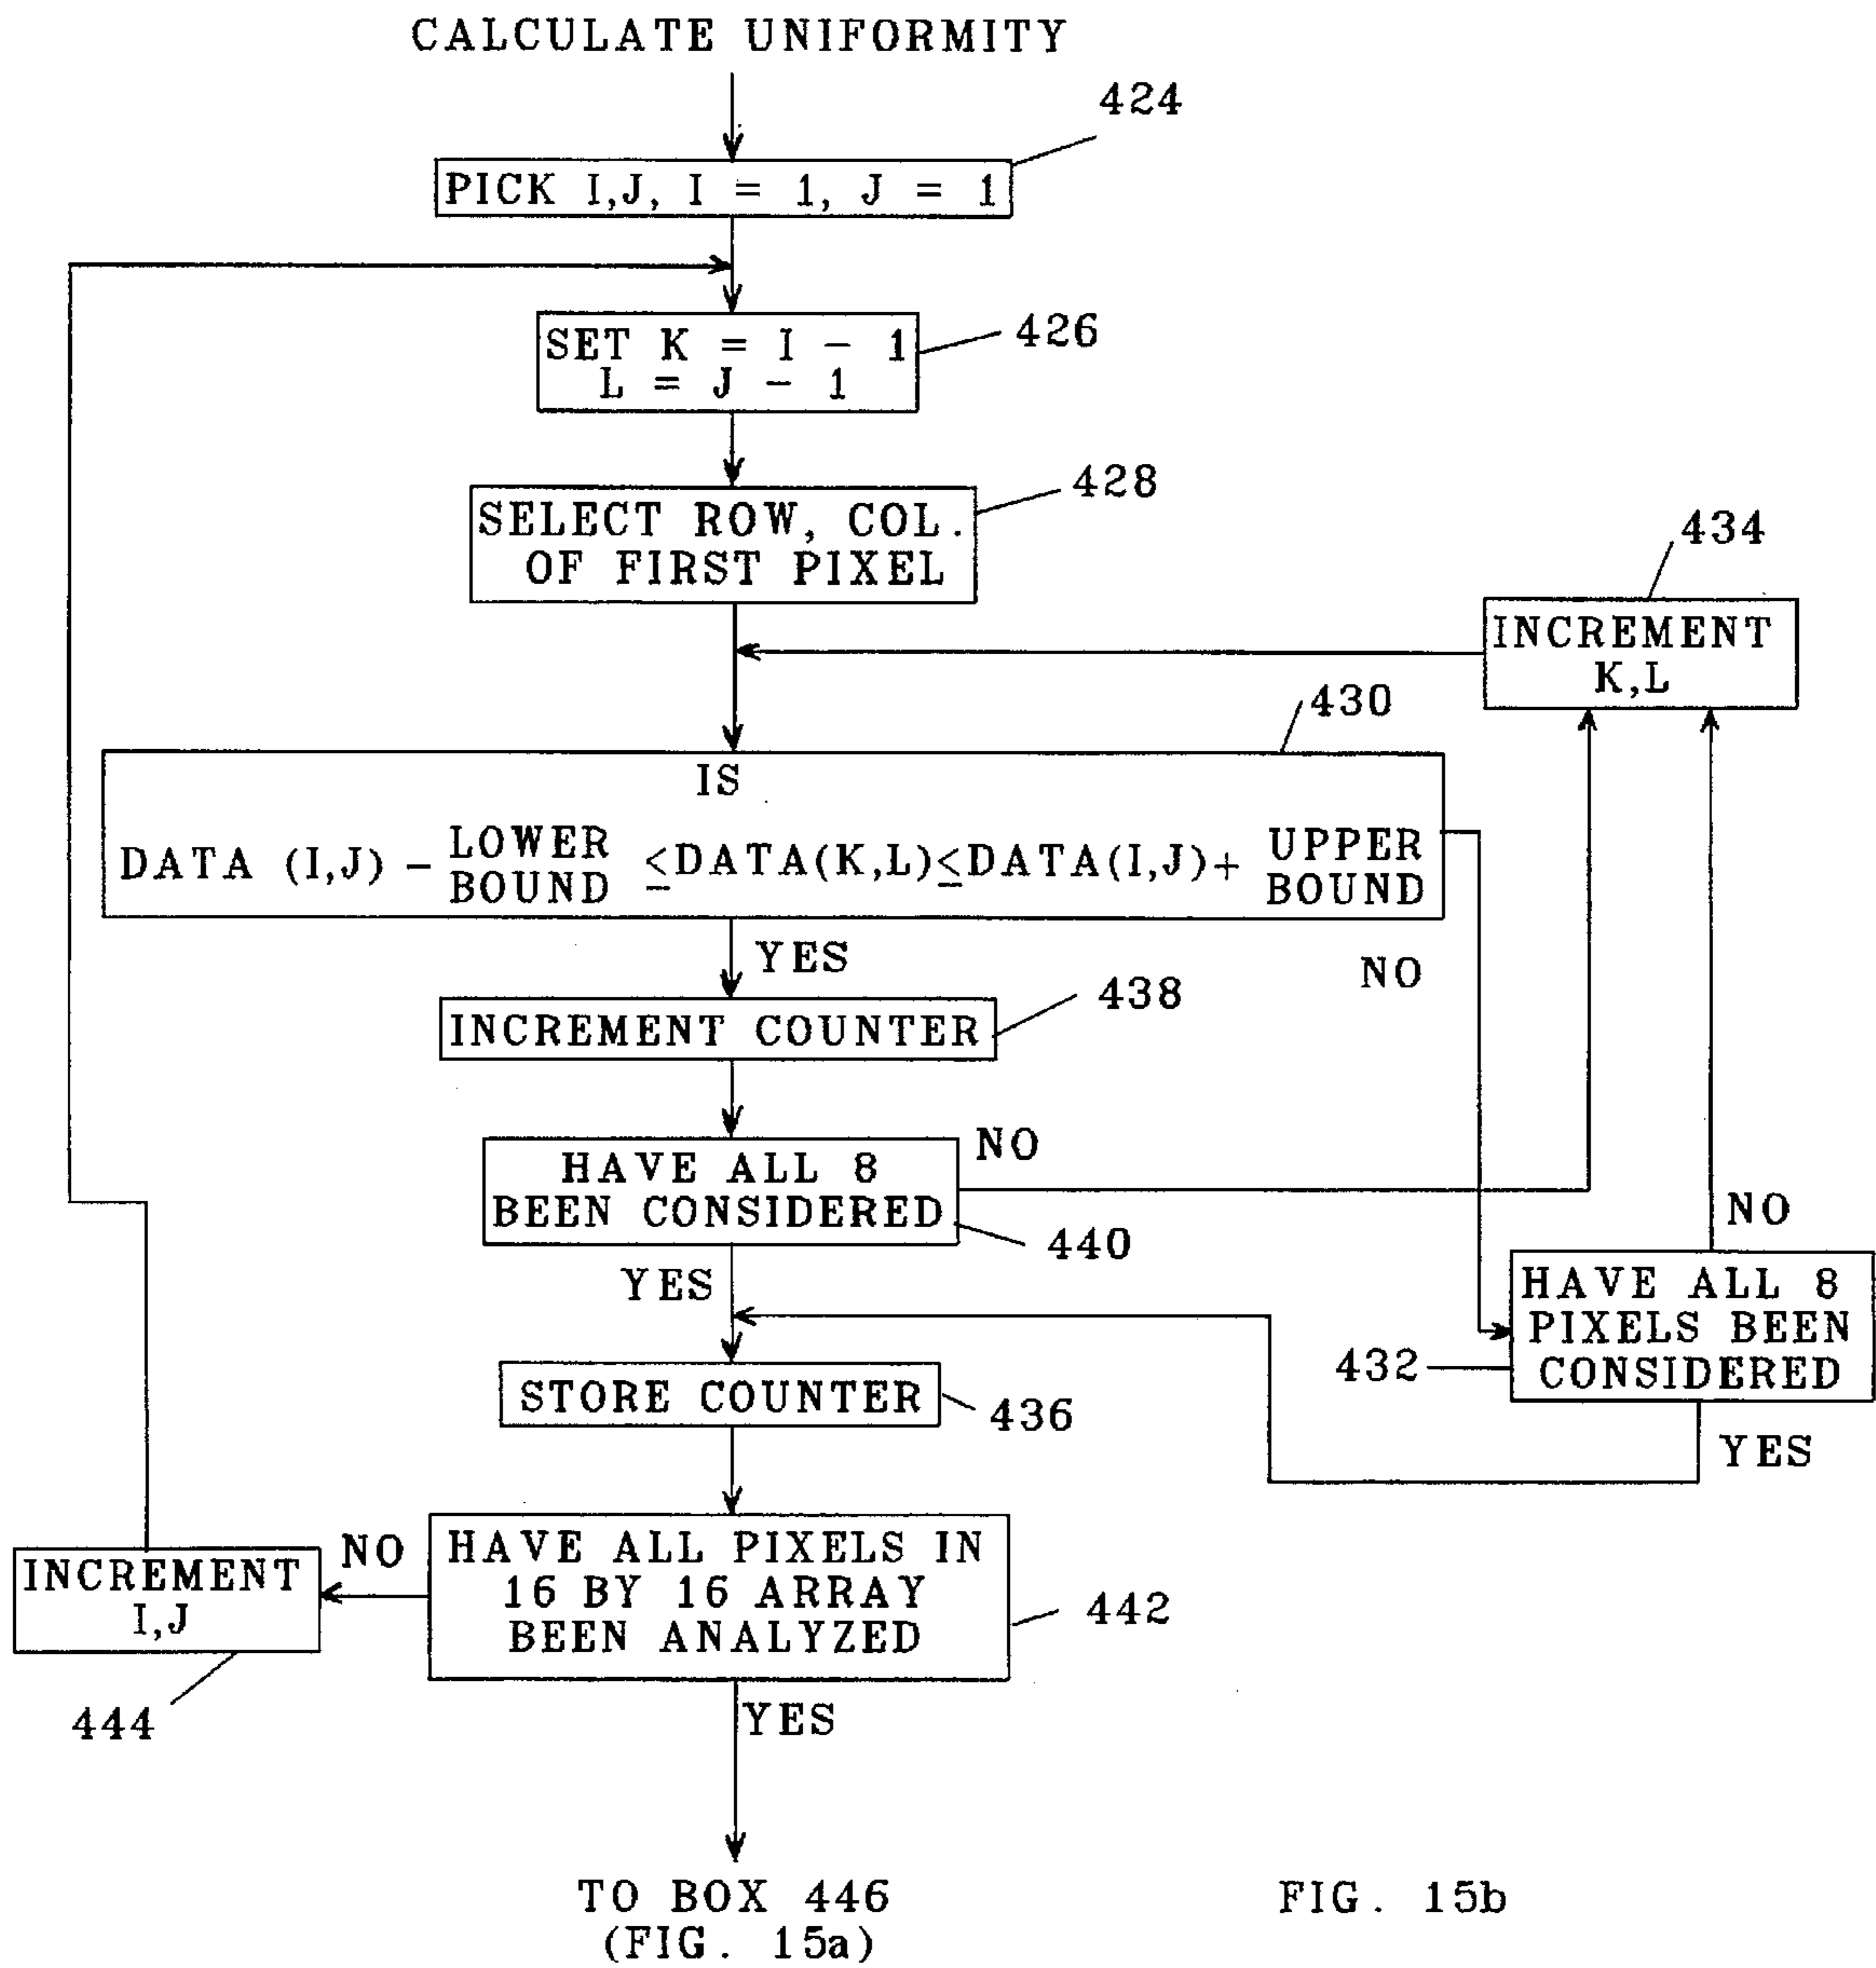 CALCULATE UNIFORMITY
424
PICK I,J, I = 1, J = 1
426
SET K = I - 1
L = J - 1
428
SELECT ROW, COL.
OF FIRST PIXEL
434
INCREMENT
K,L
430
IS
DATA (I,J) - LOWER BOUND ≤ DATA(K,L) ≤ DATA(I,J) + UPPER BOUND
YES
NO
438
INCREMENT COUNTER
NO
HAVE ALL 8
BEEN CONSIDERED
440
YES
NO
HAVE ALL 8
PIXELS BEEN
CONSIDERED
432
YES
STORE COUNTER
436
HAVE ALL PIXELS IN
16 BY 16 ARRAY
BEEN ANALYZED
442
NO
INCREMENT
I,J
444
YES
TO BOX 446
(FIG. 15a)
FIG. 15b